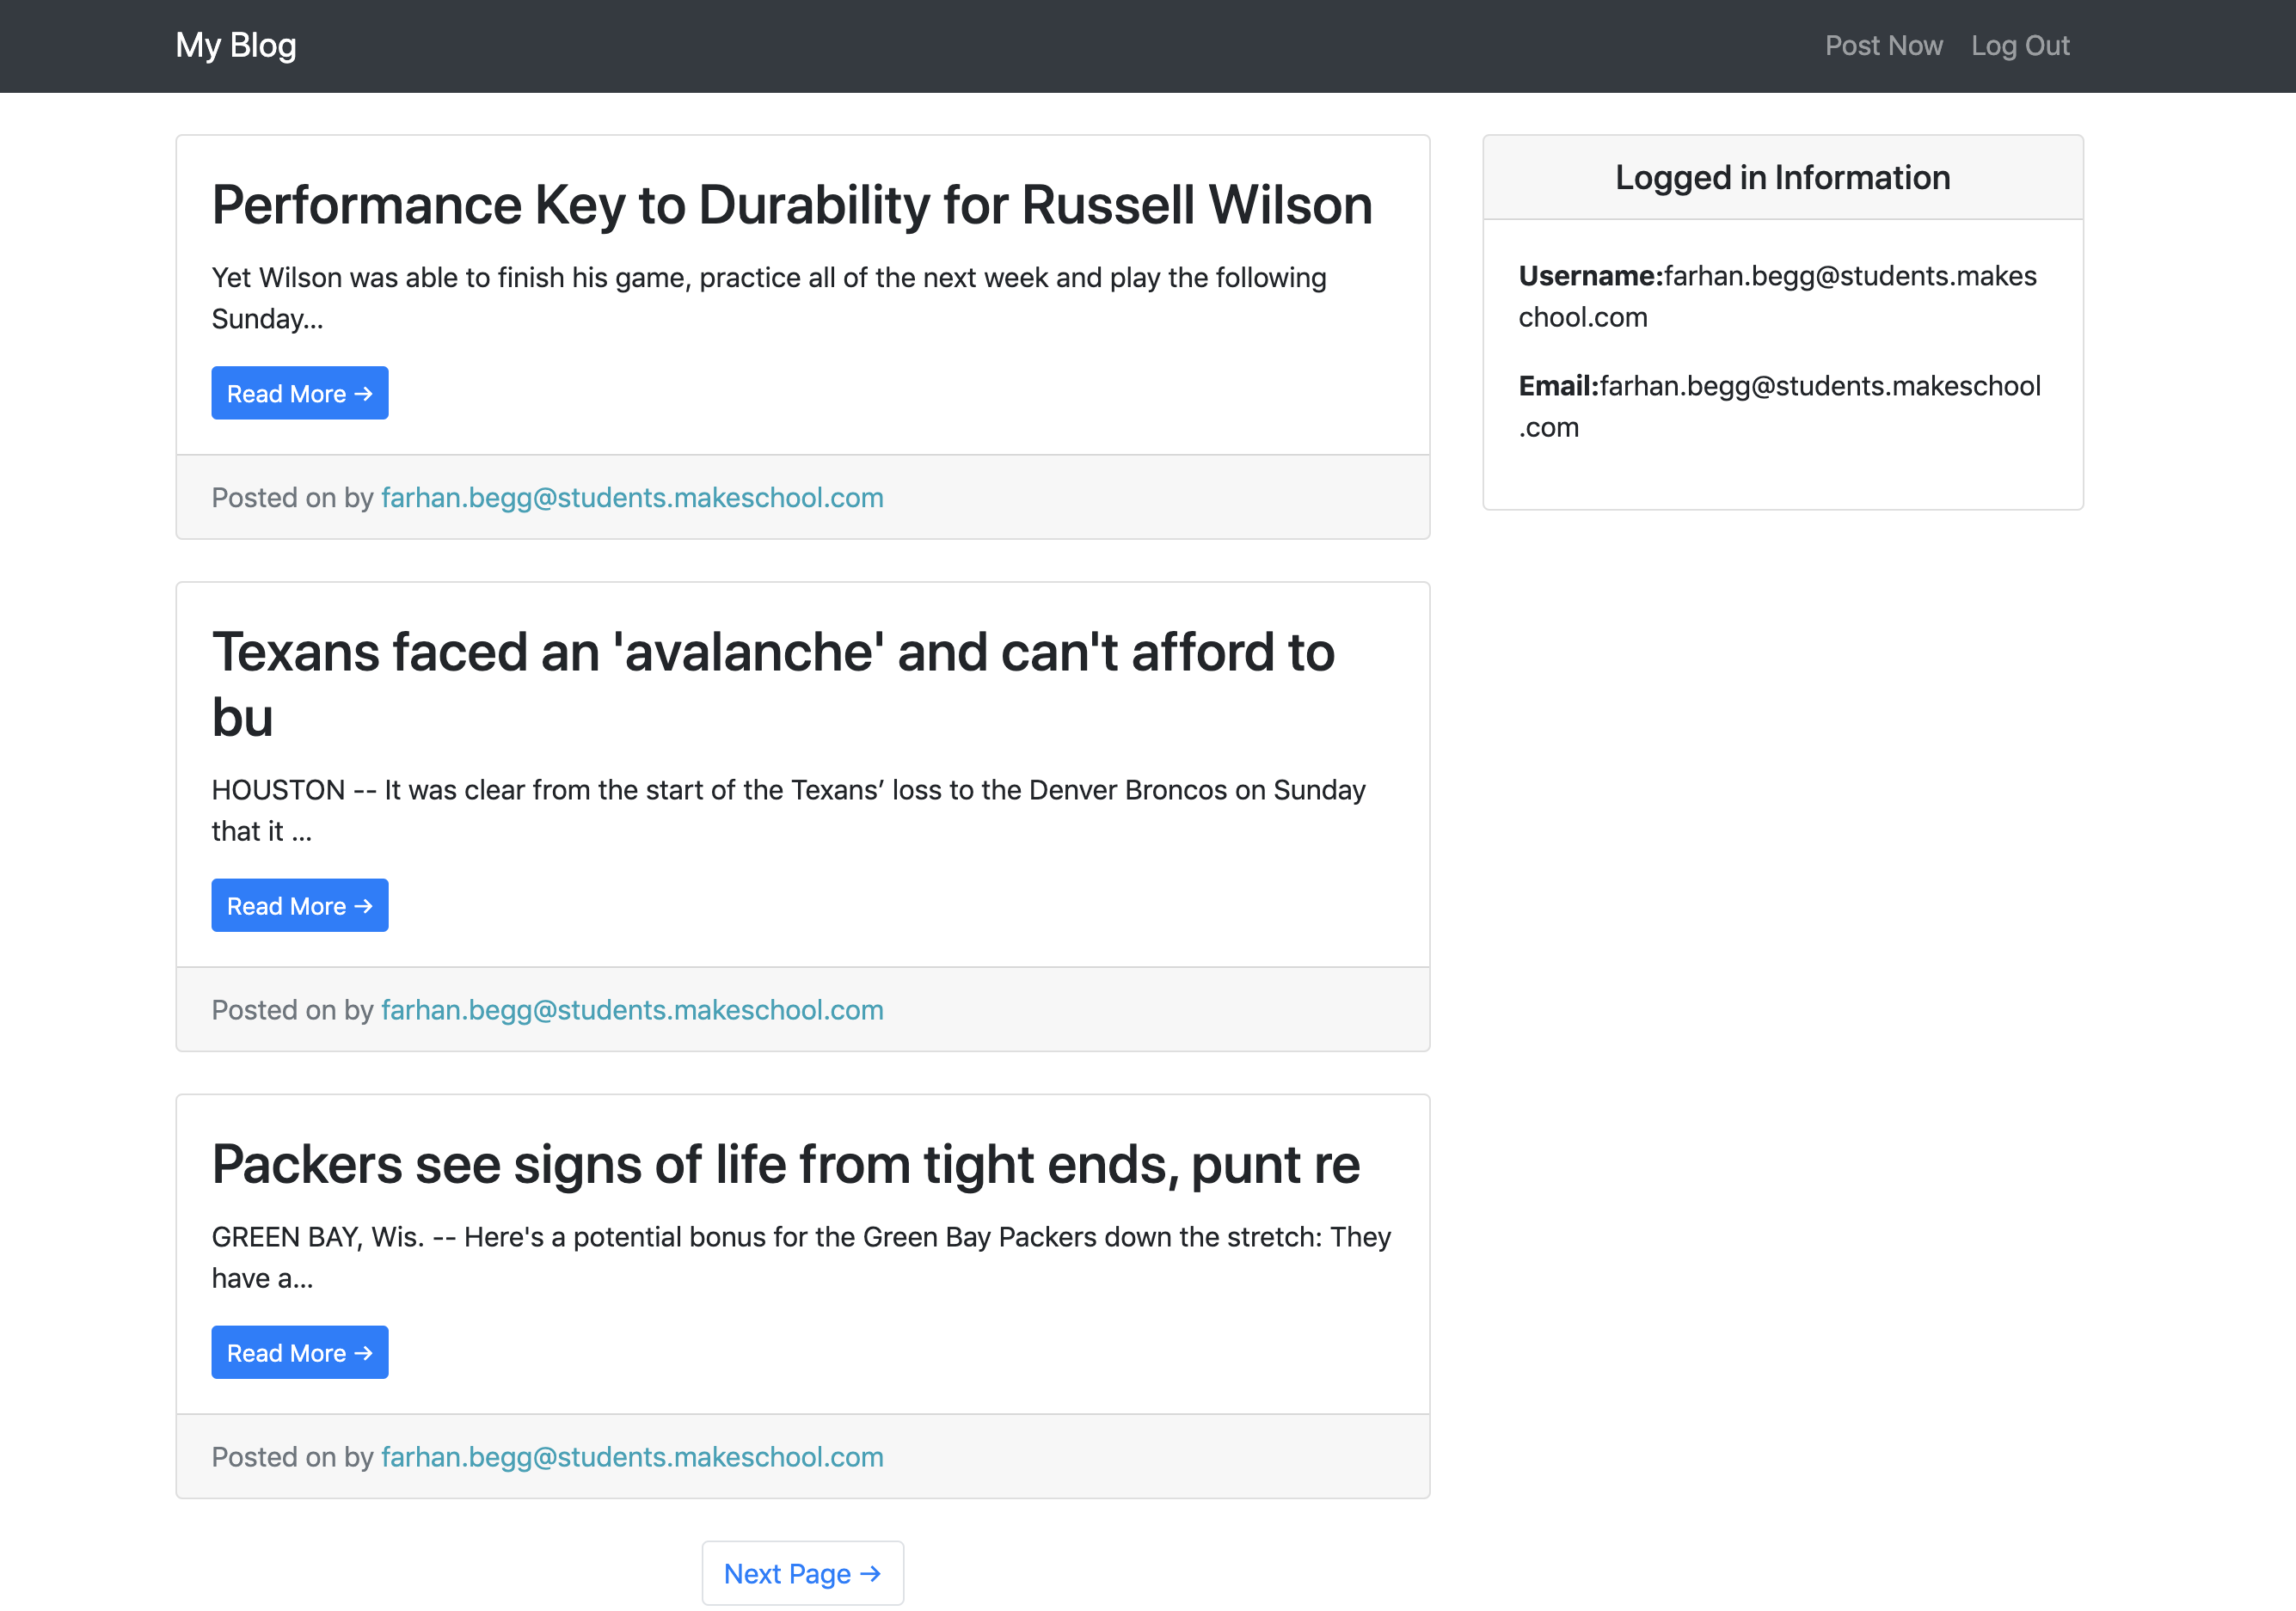 My Blog
Post Now
Log Out
Performance Key to Durability for Russell Wilson
Yet Wilson was able to finish his game, practice all of the next week and play the following
Sunday...
Read More →
Posted on by farhan.begg@students.makeschool.com
Texans faced an 'avalanche' and can't afford to
bu
HOUSTON -- It was clear from the start of the Texans’ loss to the Denver Broncos on Sunday
that it ...
Read More →
Posted on by farhan.begg@students.makeschool.com
Packers see signs of life from tight ends, punt re
GREEN BAY, Wis. -- Here's a potential bonus for the Green Bay Packers down the stretch: They
have a...
Read More →
Posted on by farhan.begg@students.makeschool.com
Next Page →
Logged in Information
Username:farhan.begg@students.makes
chool.com
Email:farhan.begg@students.makeschool
.com